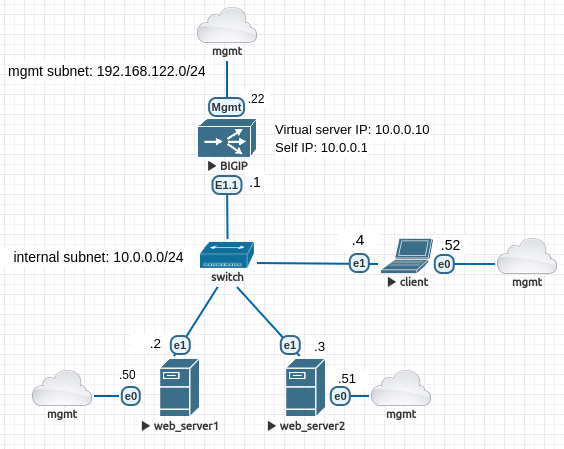 mgmt
mgmt subnet: 192.168.122.0/24
Mgmt
.22
Virtual server IP: 10.0.0.10
Self IP: 10.0.0.1
BIGIP
E1.1
.1
internal subnet: 10.0.0.0/24
switch
.4
e1
client
.52
e0
mgmt
.2
e1
e1
.3
.50
e0
mgmt
web_server1
.51
e0
mgmt
web_server2